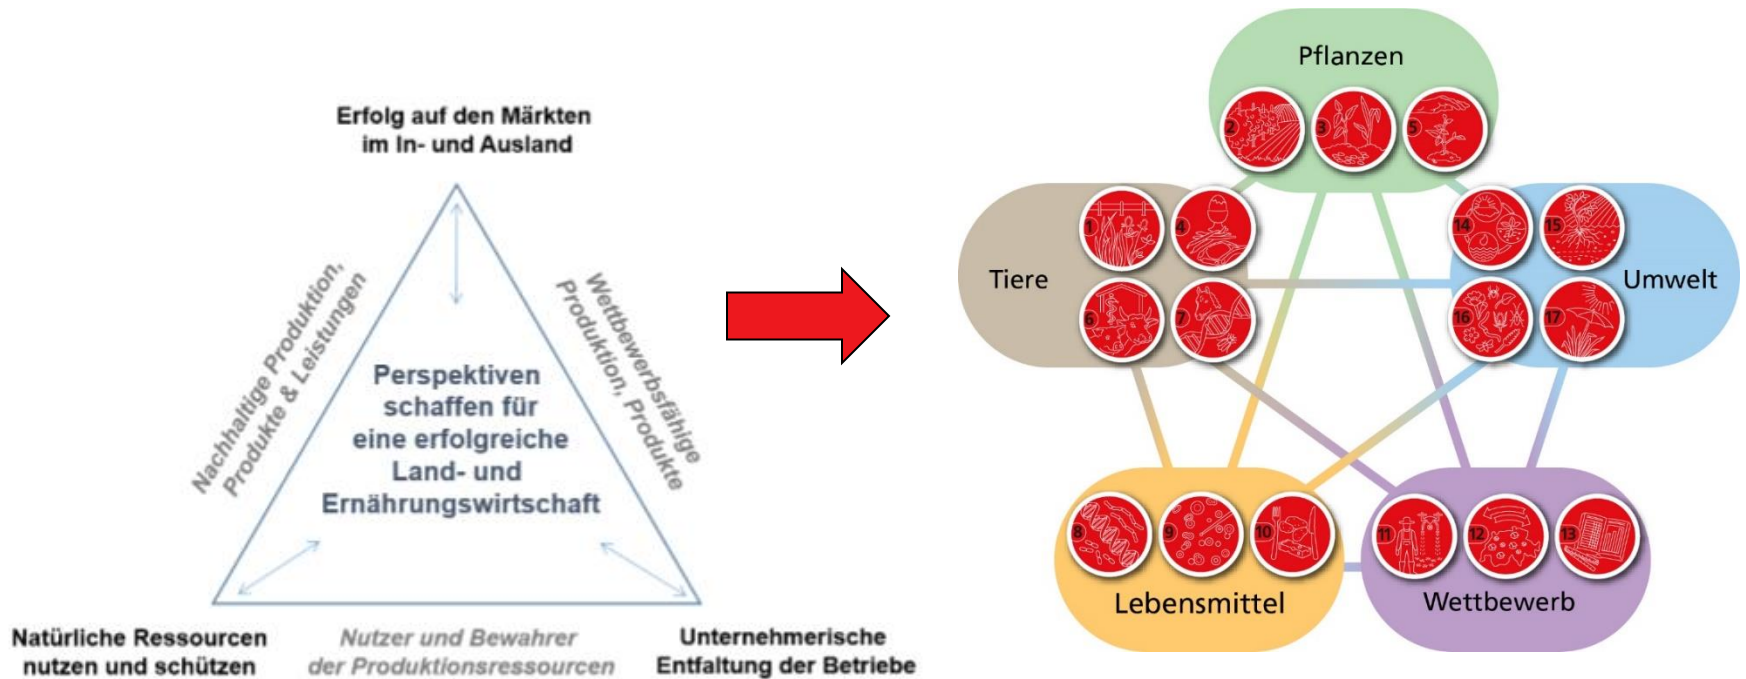 Erfolg auf den Märkten
im In- und Ausland
Nachhaltige Produktion,
Produkte & Leistungen
Wettbewerbsfähige
Produktion, Produkte
Perspektiven
schaffen für
eine erfolgreiche
Land- und
Ernährungswirtschaft
Natürliche Ressourcen
nutzen und schützen
Nutzer und Bewahrer
der Produktionsressourcen
Unternehmerische
Entfaltung der Betriebe
Pflanzen
2 3 5
Tiere
1 4
6 7
Umwelt
14 15
16 17
8 9 10
Lebensmittel
11 12 13
Wettbewerb